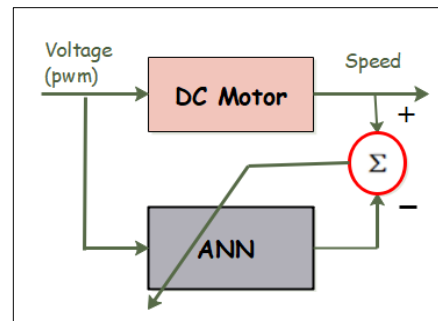 Voltage
(pwm)
DC Motor
Speed
+
Σ
−
ANN